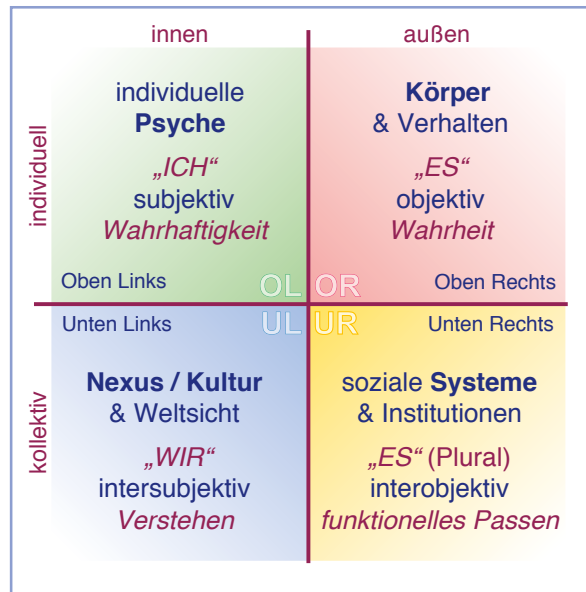 innen
außen
individuell
individuelle
Psyche
„ICH“
subjektiv
Wahrhaftigkeit
Oben Links
OL
Körper
& Verhalten
„ES“
objektiv
Wahrheit
OR
Oben Rechts
kollektiv
Unten Links
UL
Nexus / Kultur
& Weltsicht
„WIR“
intersubjektiv
Verstehen
UR
Unten Rechts
soziale Systeme
& Institutionen
„ES“ (Plural)
interobjektiv
funktionelles Passen